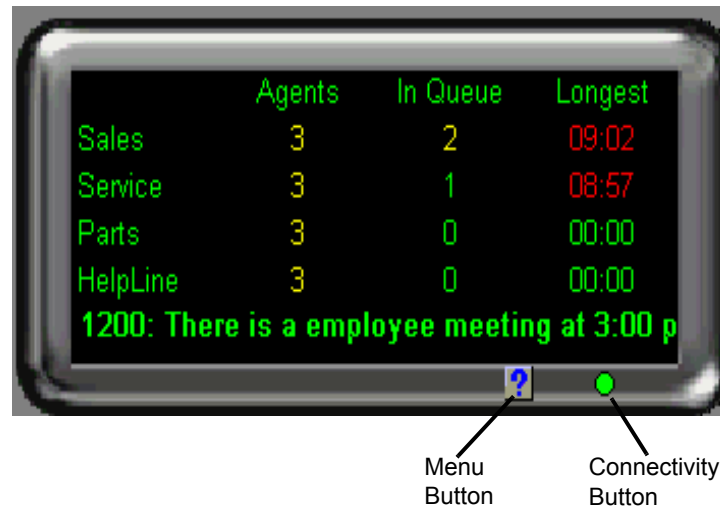 Agents In Queue Longest
Sales 3 2 09:02
Service 3 1 08:57
Parts 3 0 00:00
HelpLine 3 0 00:00
1200: There is a employee meeting at 3:00 p
?
Menu Connectivity
Button Button